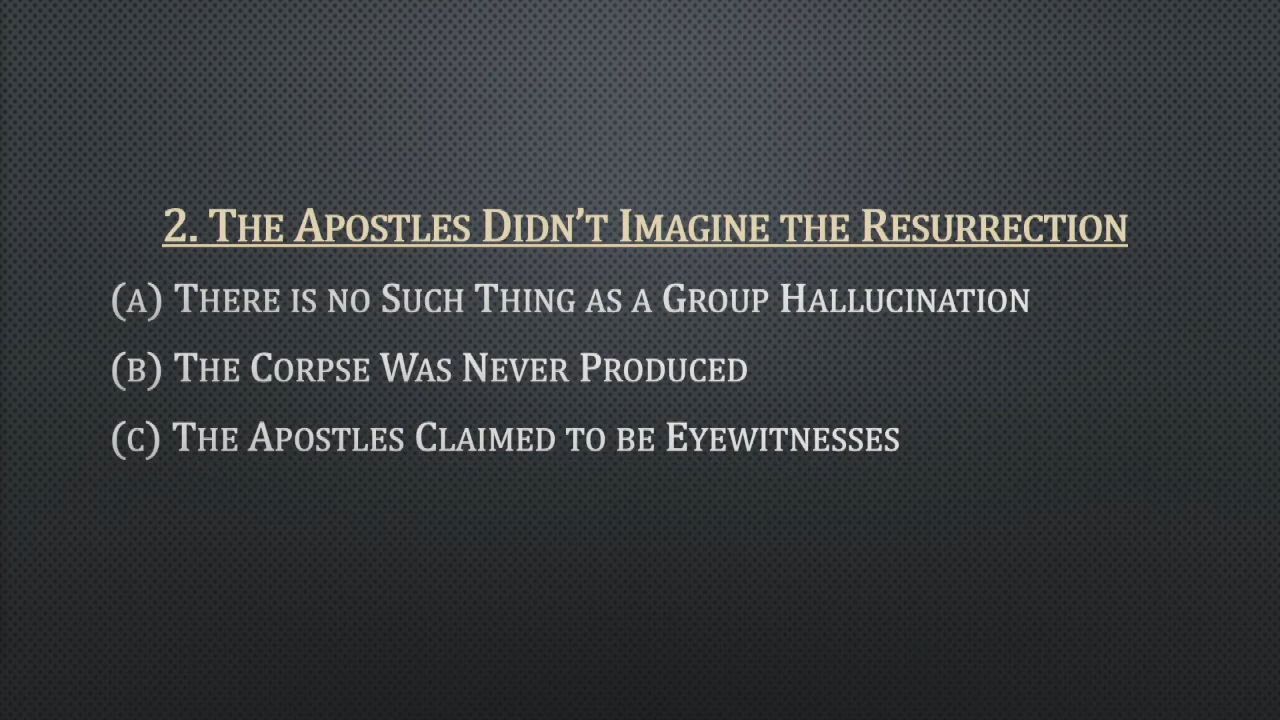 2. The Apostles Didn't Imagine the Resurrection
(a) There is no Such Thing as a Group Hallucination
(b) The Corpse Was Never Produced
(c) The Apostles Claimed to be Eyewitnesses